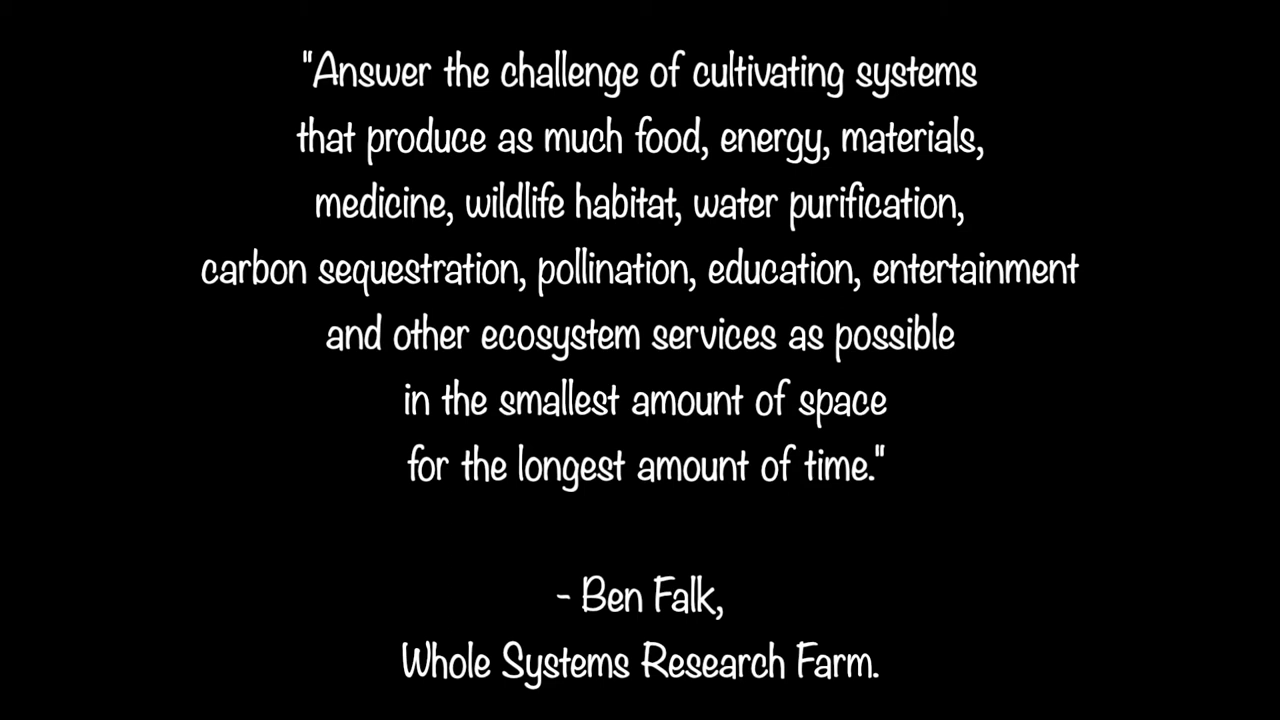 "Answer the challenge of cultivating systems
that produce as much food, energy, materials,
medicine, wildlife habitat, water purification,
carbon sequestration, pollination, education, entertainment
and other ecosystem services as possible
in the smallest amount of space
for the longest amount of time."
- Ben Falk,
Whole Systems Research Farm.